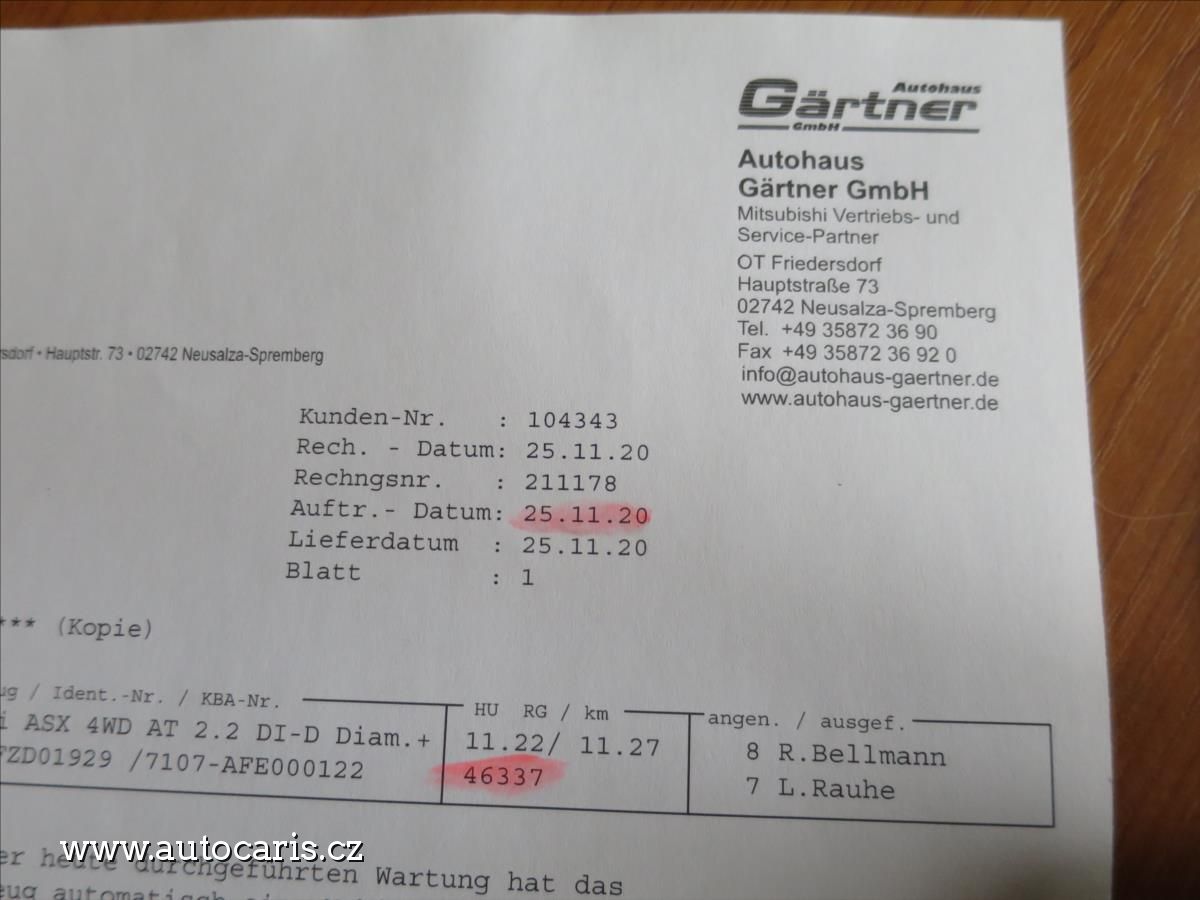 Autohaus
Gärtner
GmbH
Autohaus
Gärtner GmbH
Mitsubishi Vertriebs- und
Service-Partner
OT Friedersdorf
Hauptstraße 73
02742 Neusalza-Spremberg
Tel. +49 35872 36 90
Fax +49 35872 36 92 0
info@autohaus-gaertner.de
www.autohaus-gaertner.de
sdorf • Hauptstr. 73 • 02742 Neusalza-Spremberg
Kunden-Nr. : 104343
Rech. - Datum: 25.11.20
Rechngsnr. : 211178
Auftr.- Datum: 25.11.20
Lieferdatum : 25.11.20
Blatt : 1
*** (Kopie)
ug / Ident.-Nr. / KBA-Nr. HU RG / km angen. / ausgef.
i ASX 4WD AT 2.2 DI-D Diam.+ 11.22/ 11.27 8 R.Bellmann
FZD01929 /7107-AFE000122 46337 7 L.Rauhe
er heute durchgeführten Wartung hat das
eug automatisch
www.autocaris.cz